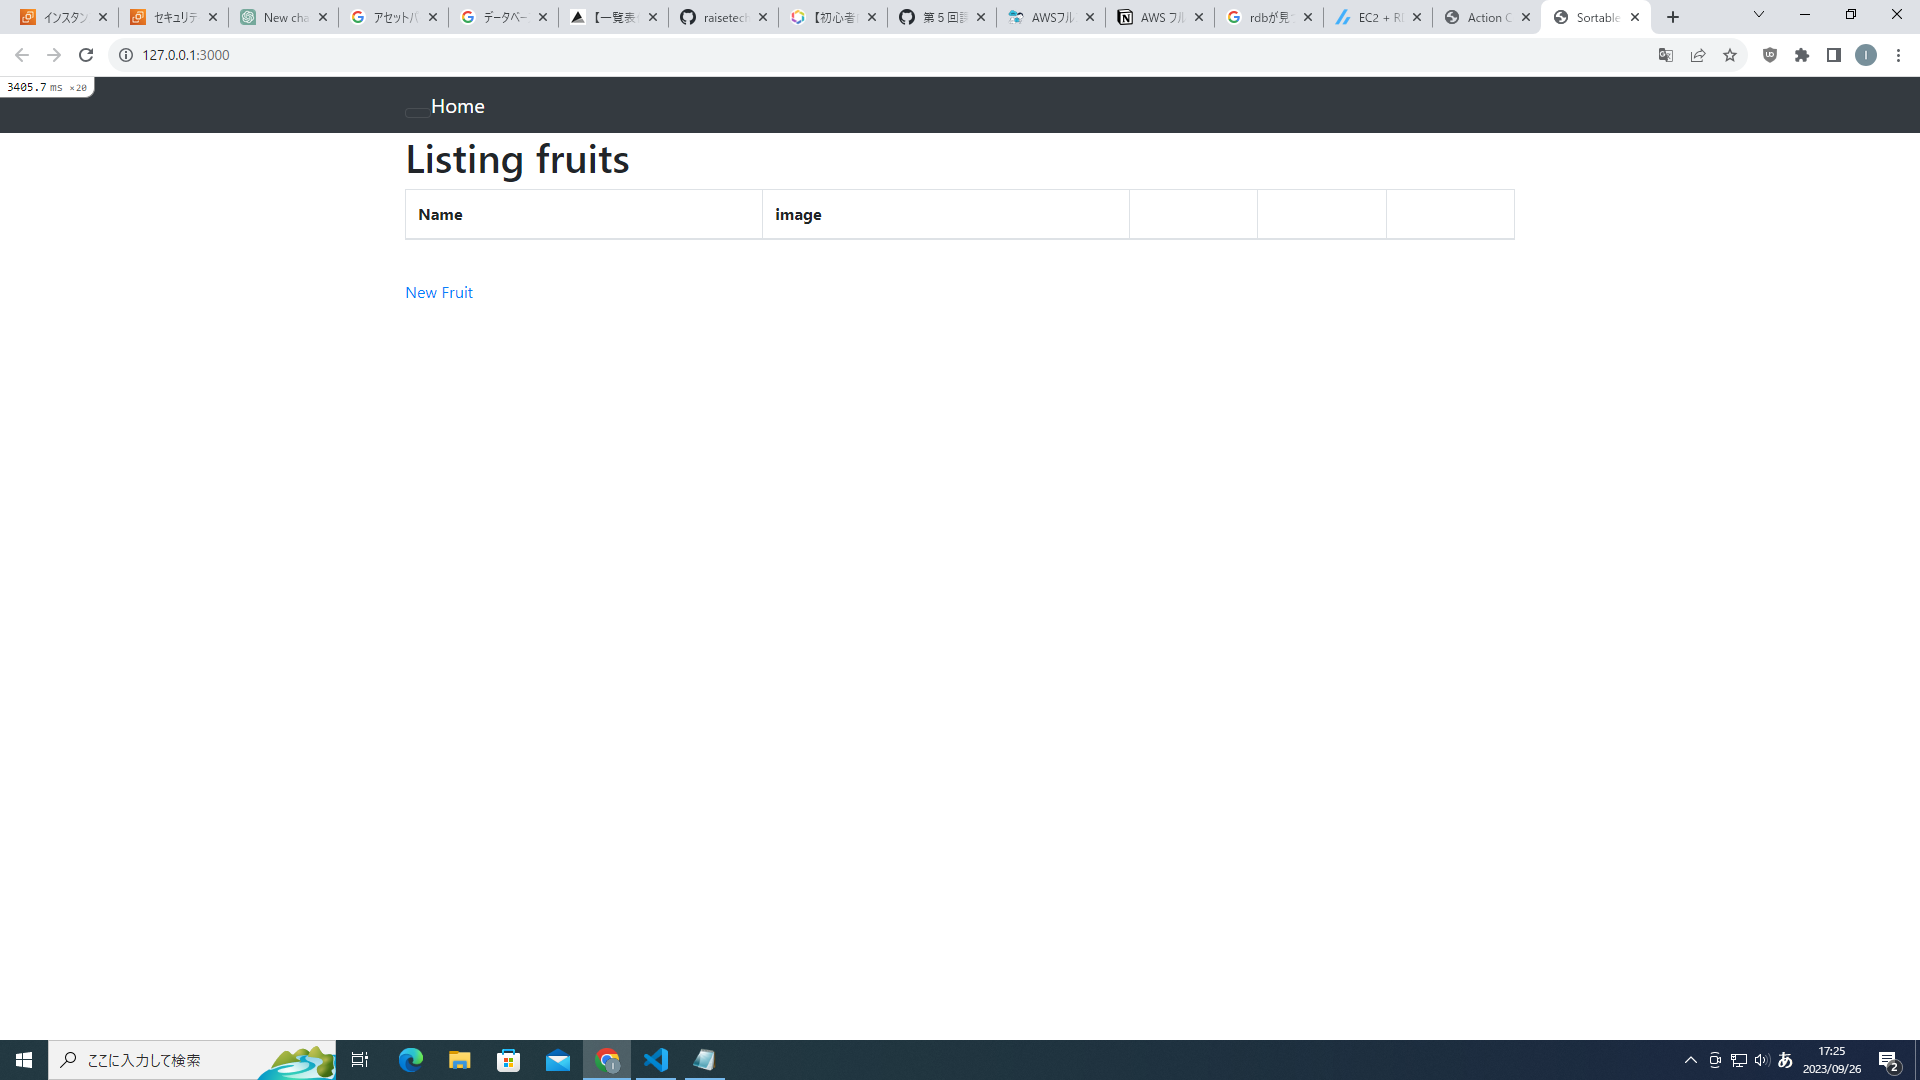 インスタン
セキュリテ
New cha
アセットパ
データベー
【一覧表
raisetech
【初心者
第５回課
AWSフル
AWS フル
rdbが見つ
EC2 + RD
Action C
Sortable
127.0.0.1:3000
3405.7 ms ×20
Home
Listing fruits
Name image
New Fruit
ここに入力して検索
あ
17:25
2023/09/26
2